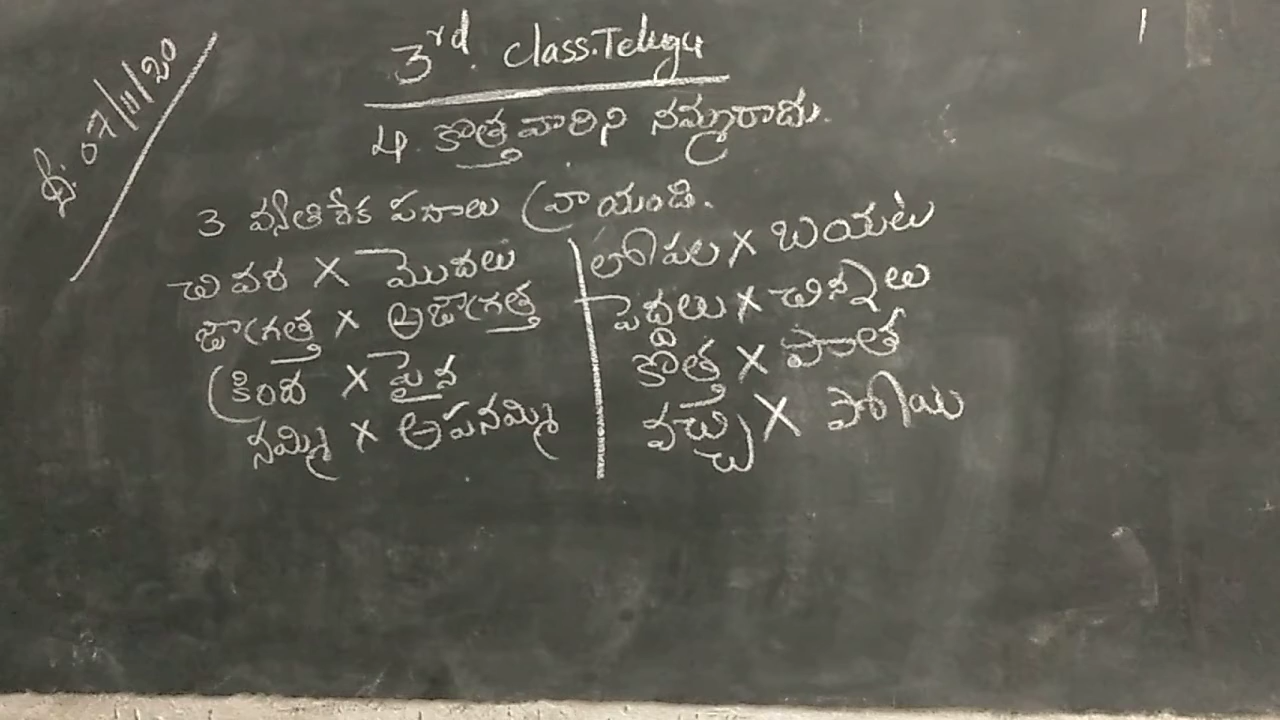 తే. 07/11/20
3rd. Class.Telugu
4. కొత్తవారిని నమ్మరాదు.
3 వ్యతిరేక పదాలు వ్రాయండి.
చివర X మొదలు
జాగ్రత్త X అజాగ్రత్త
క్రింద X పైన
నమ్మి X అపనమ్మి
లోపల X బయట
పెద్దలు X చిన్నలు
కొత్త X పాత
వచ్చు X పోయి